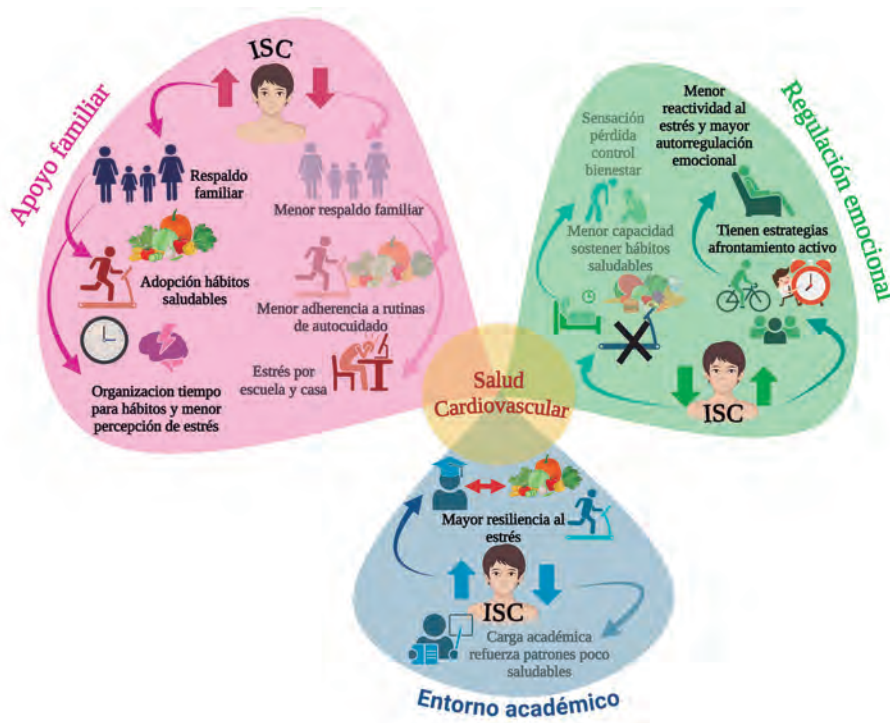 Apoyo familiar
ISC
Respaldo
familiar
Menor respaldo familiar
Adopción hábitos
saludables
Menor adherencia a rutinas
de autocuidado
Organizacion tiempo
para hábitos y menor
percepción de estrés
Estrés por
escuela y casa
Salud
Cardiovascular
Regulación emocional
Menor
reactividad al
estrés y mayor
autorregulación
emocional
Sensación
pérdida
control
bienestar
Tienen estrategias
afrontamiento activo
Menor capacidad
sostener hábitos
saludables
ISC
Mayor resiliencia al
estrés
ISC
Carga académica
refuerza patrones poco
saludables
Entorno académico